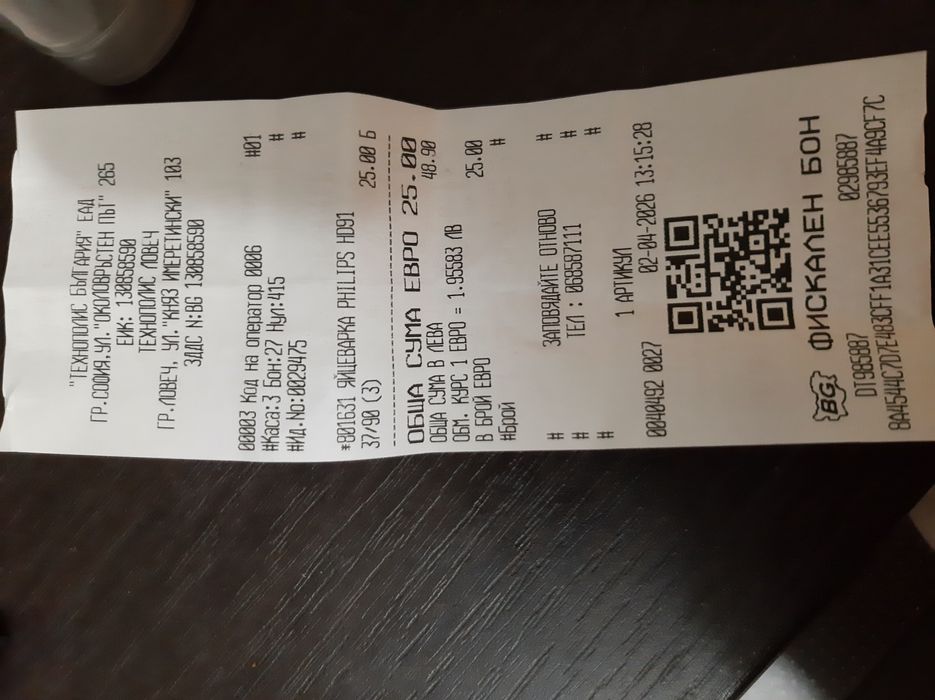 "ТЕХНОПОЛИС БЪЛГАРИЯ" ЕАД
ГР.СОФИЯ.УЛ."ОКОЛОВРЪСТЕН ПЪТ" 265
ЕИК: 130858590
ТЕХНОПОЛИС ЛОВЕЧ
ГР.ЛОВЕЧ, УЛ."КНЯЗ ИМЕРЕТИНСКИ" 103
ЗДДС N:BG 130858590
00003 Код на оператор 0006 #01
#Каса:3 Бон:27 Нул:415 #
#Ид.No:0029475 #
*801631 ЯЙЦЕВАРКА PHILIPS HD91
37/90 (3) 25.00 Б
ОБЩА СУМА ЕВРО 25.00
ОБЩА СУМА В ЛЕВА 48.90
ОБМ. КУРС 1 ЕВРО = 1.95583 ЛВ
В БРОЙ ЕВРО 25.00
#Брой #
# ЗАПОВЯДАЙТЕ ОТНОВО #
# ТЕЛ : 068587111 #
# #
1 АРТИКУЛ
0040492 0027 02-04-2026 13:15:28
BG ФИСКАЛЕН БОН
DT985887 02985887